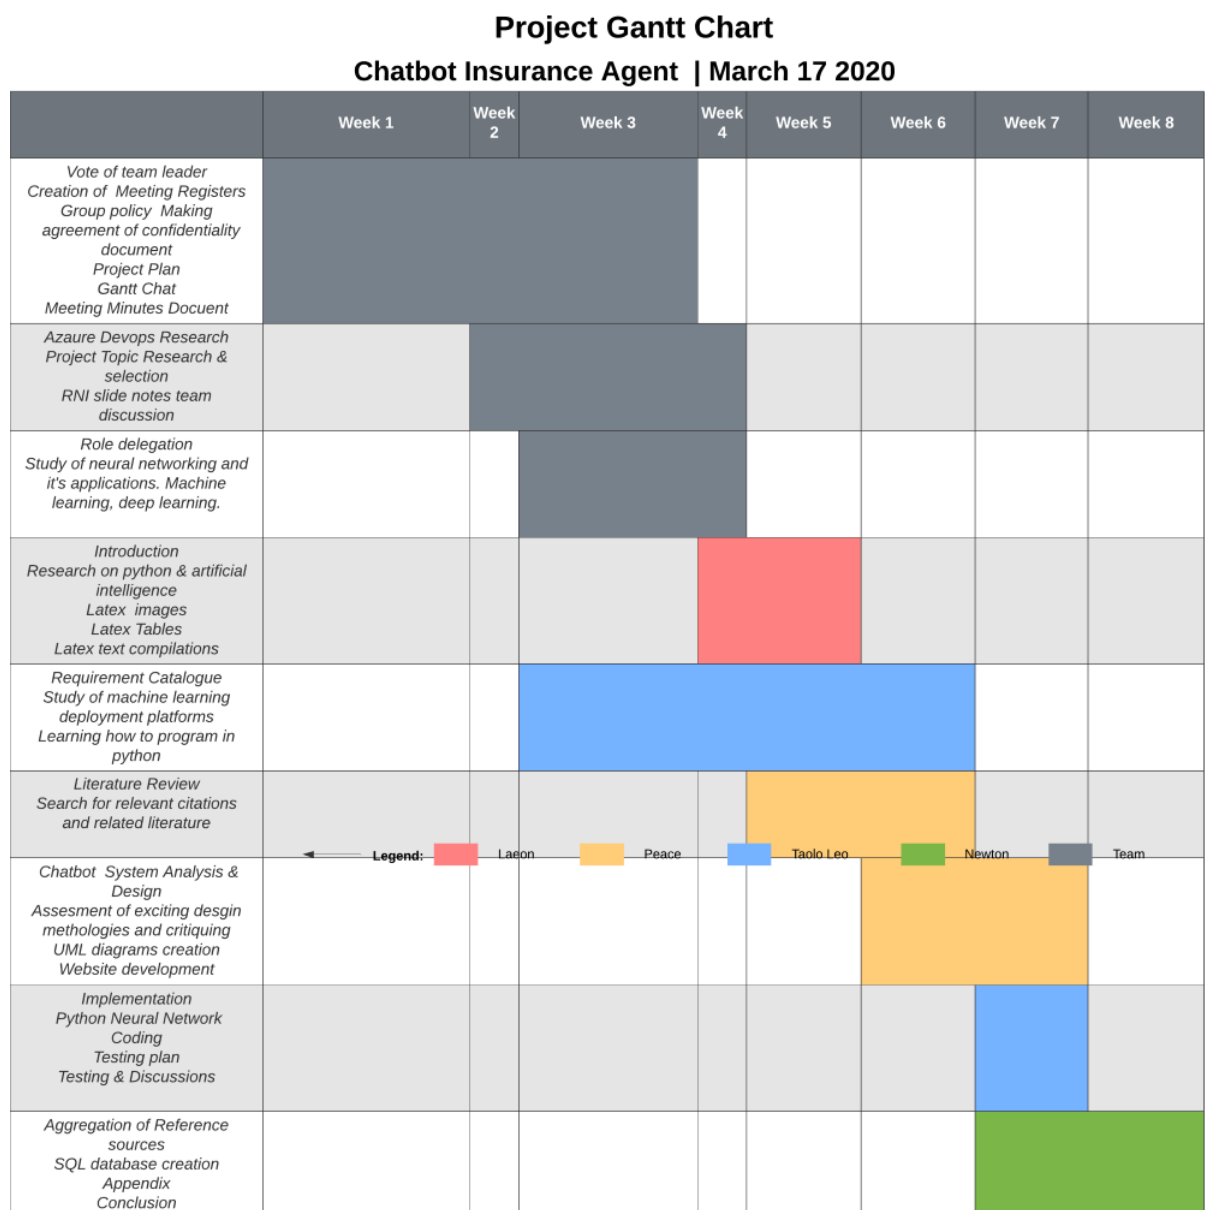 Project Gantt Chart
Chatbot Insurance Agent | March 17 2020
Week 1
Week
2
Week 3
Week
4
Week 5
Week 6
Week 7
Week 8
Vote of team leader
Creation of Meeting Registers
Group policy Making
agreement of confidentiality
document
Project Plan
Gantt Chat
Meeting Minutes Docuent
Azaure Devops Research
Project Topic Research &
selection
RNI slide notes team
discussion
Role delegation
Study of neural networking and
it's applications. Machine
learning, deep learning.
Introduction
Research on python & artificial
intelligence
Latex images
Latex Tables
Latex text compilations
Requirement Catalogue
Study of machine learning
deployment platforms
Learning how to program in
python
Literature Review
Search for relevant citations
and related literature
Legend: Laeon Peace Taolo Leo Newton Team
Chatbot System Analysis &
Design
Assesment of exciting desgin
methologies and critiquing
UML diagrams creation
Website development
Implementation
Python Neural Network
Coding
Testing plan
Testing & Discussions
Aggregation of Reference
sources
SQL database creation
Appendix
Conclusion